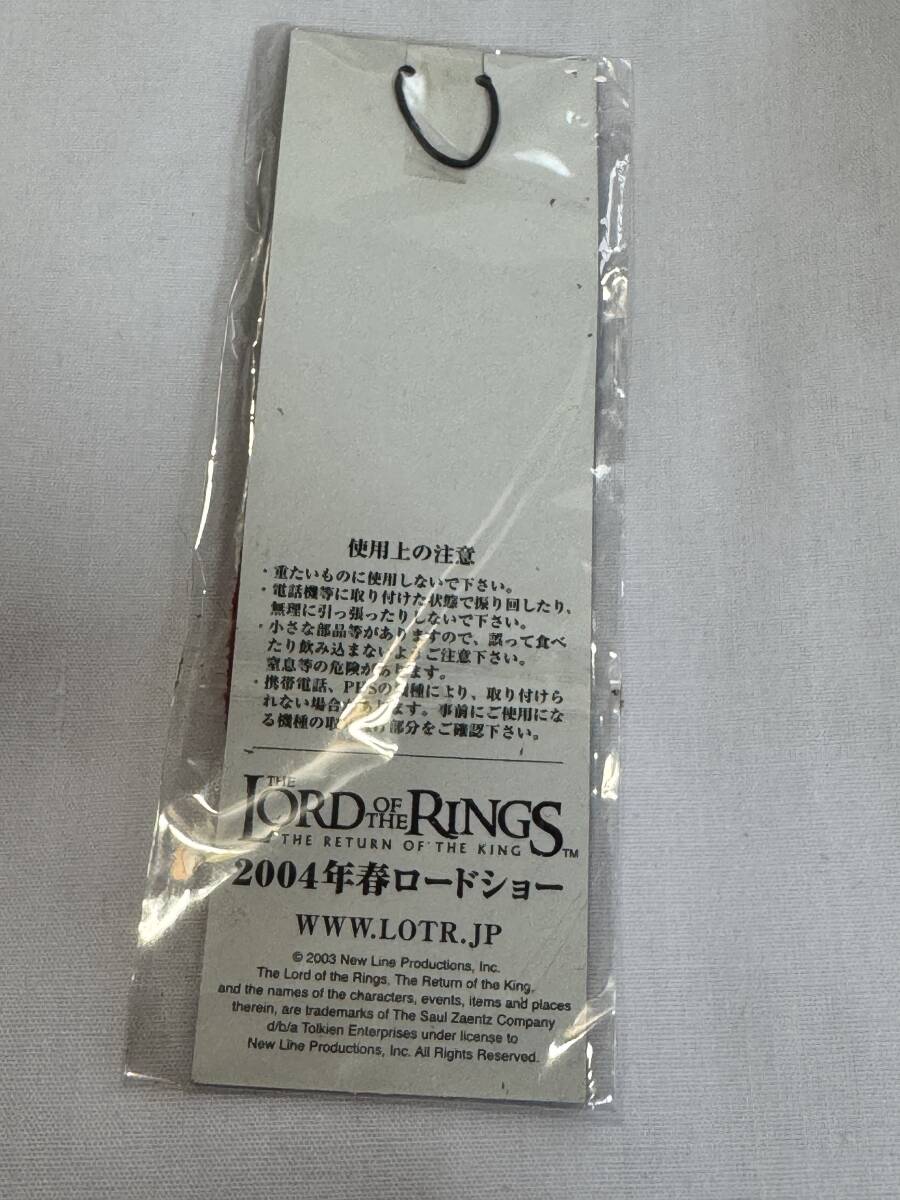 使用上の注意
・重たいものに使用しないで下さい。
・電話機等に取り付けた状態で振り回したり、
無理に引っ張ったりしないで下さい。
・小さな部品等がありますので、誤って食べ
たり飲み込まないようご注意下さい。
窒息等の危険があります。
・携帯電話、PHSの機種により、取り付けら
れない場合があります。事前にご使用にな
る機種の取り付け部分をご確認下さい。
THE LORD OF THE RINGS
THE RETURN OF THE KING TM
2004年春ロードショー
WWW.LOTR.JP
© 2003 New Line Productions, Inc.
The Lord of the Rings, The Return of the King,
and the names of the characters, events, items and places
therein, are trademarks of The Saul Zaentz Company
d/b/a Tolkien Enterprises under license to
New Line Productions, Inc. All Rights Reserved.